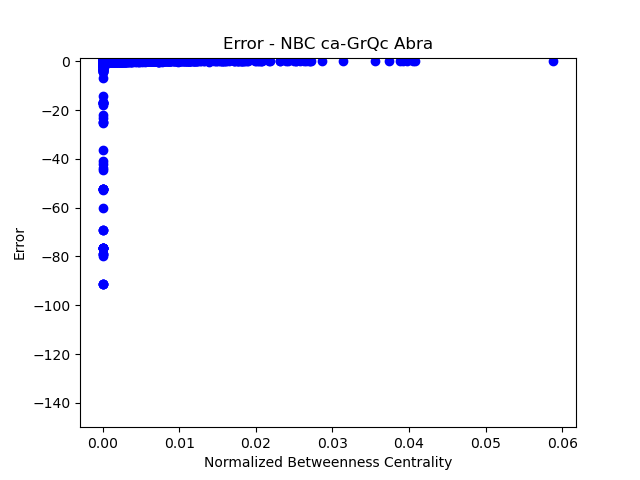 Error - NBC ca-GrQc Abra
0
−20
−40
−60
−80
−100
−120
−140
Error
0.00 0.01 0.02 0.03 0.04 0.05 0.06
Normalized Betweenness Centrality